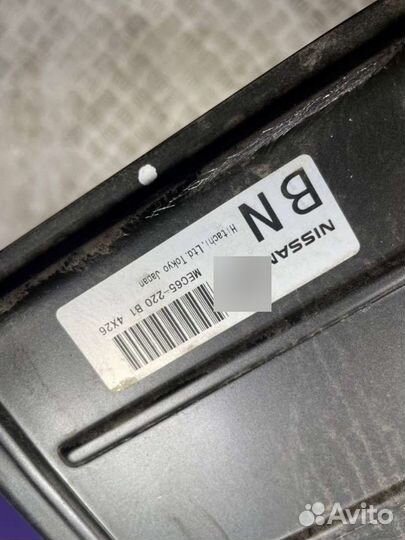 NISSAN
BN
Hitachi,Ltd.Tokyo Japan
MEC65-220 B1 4X26
Avito